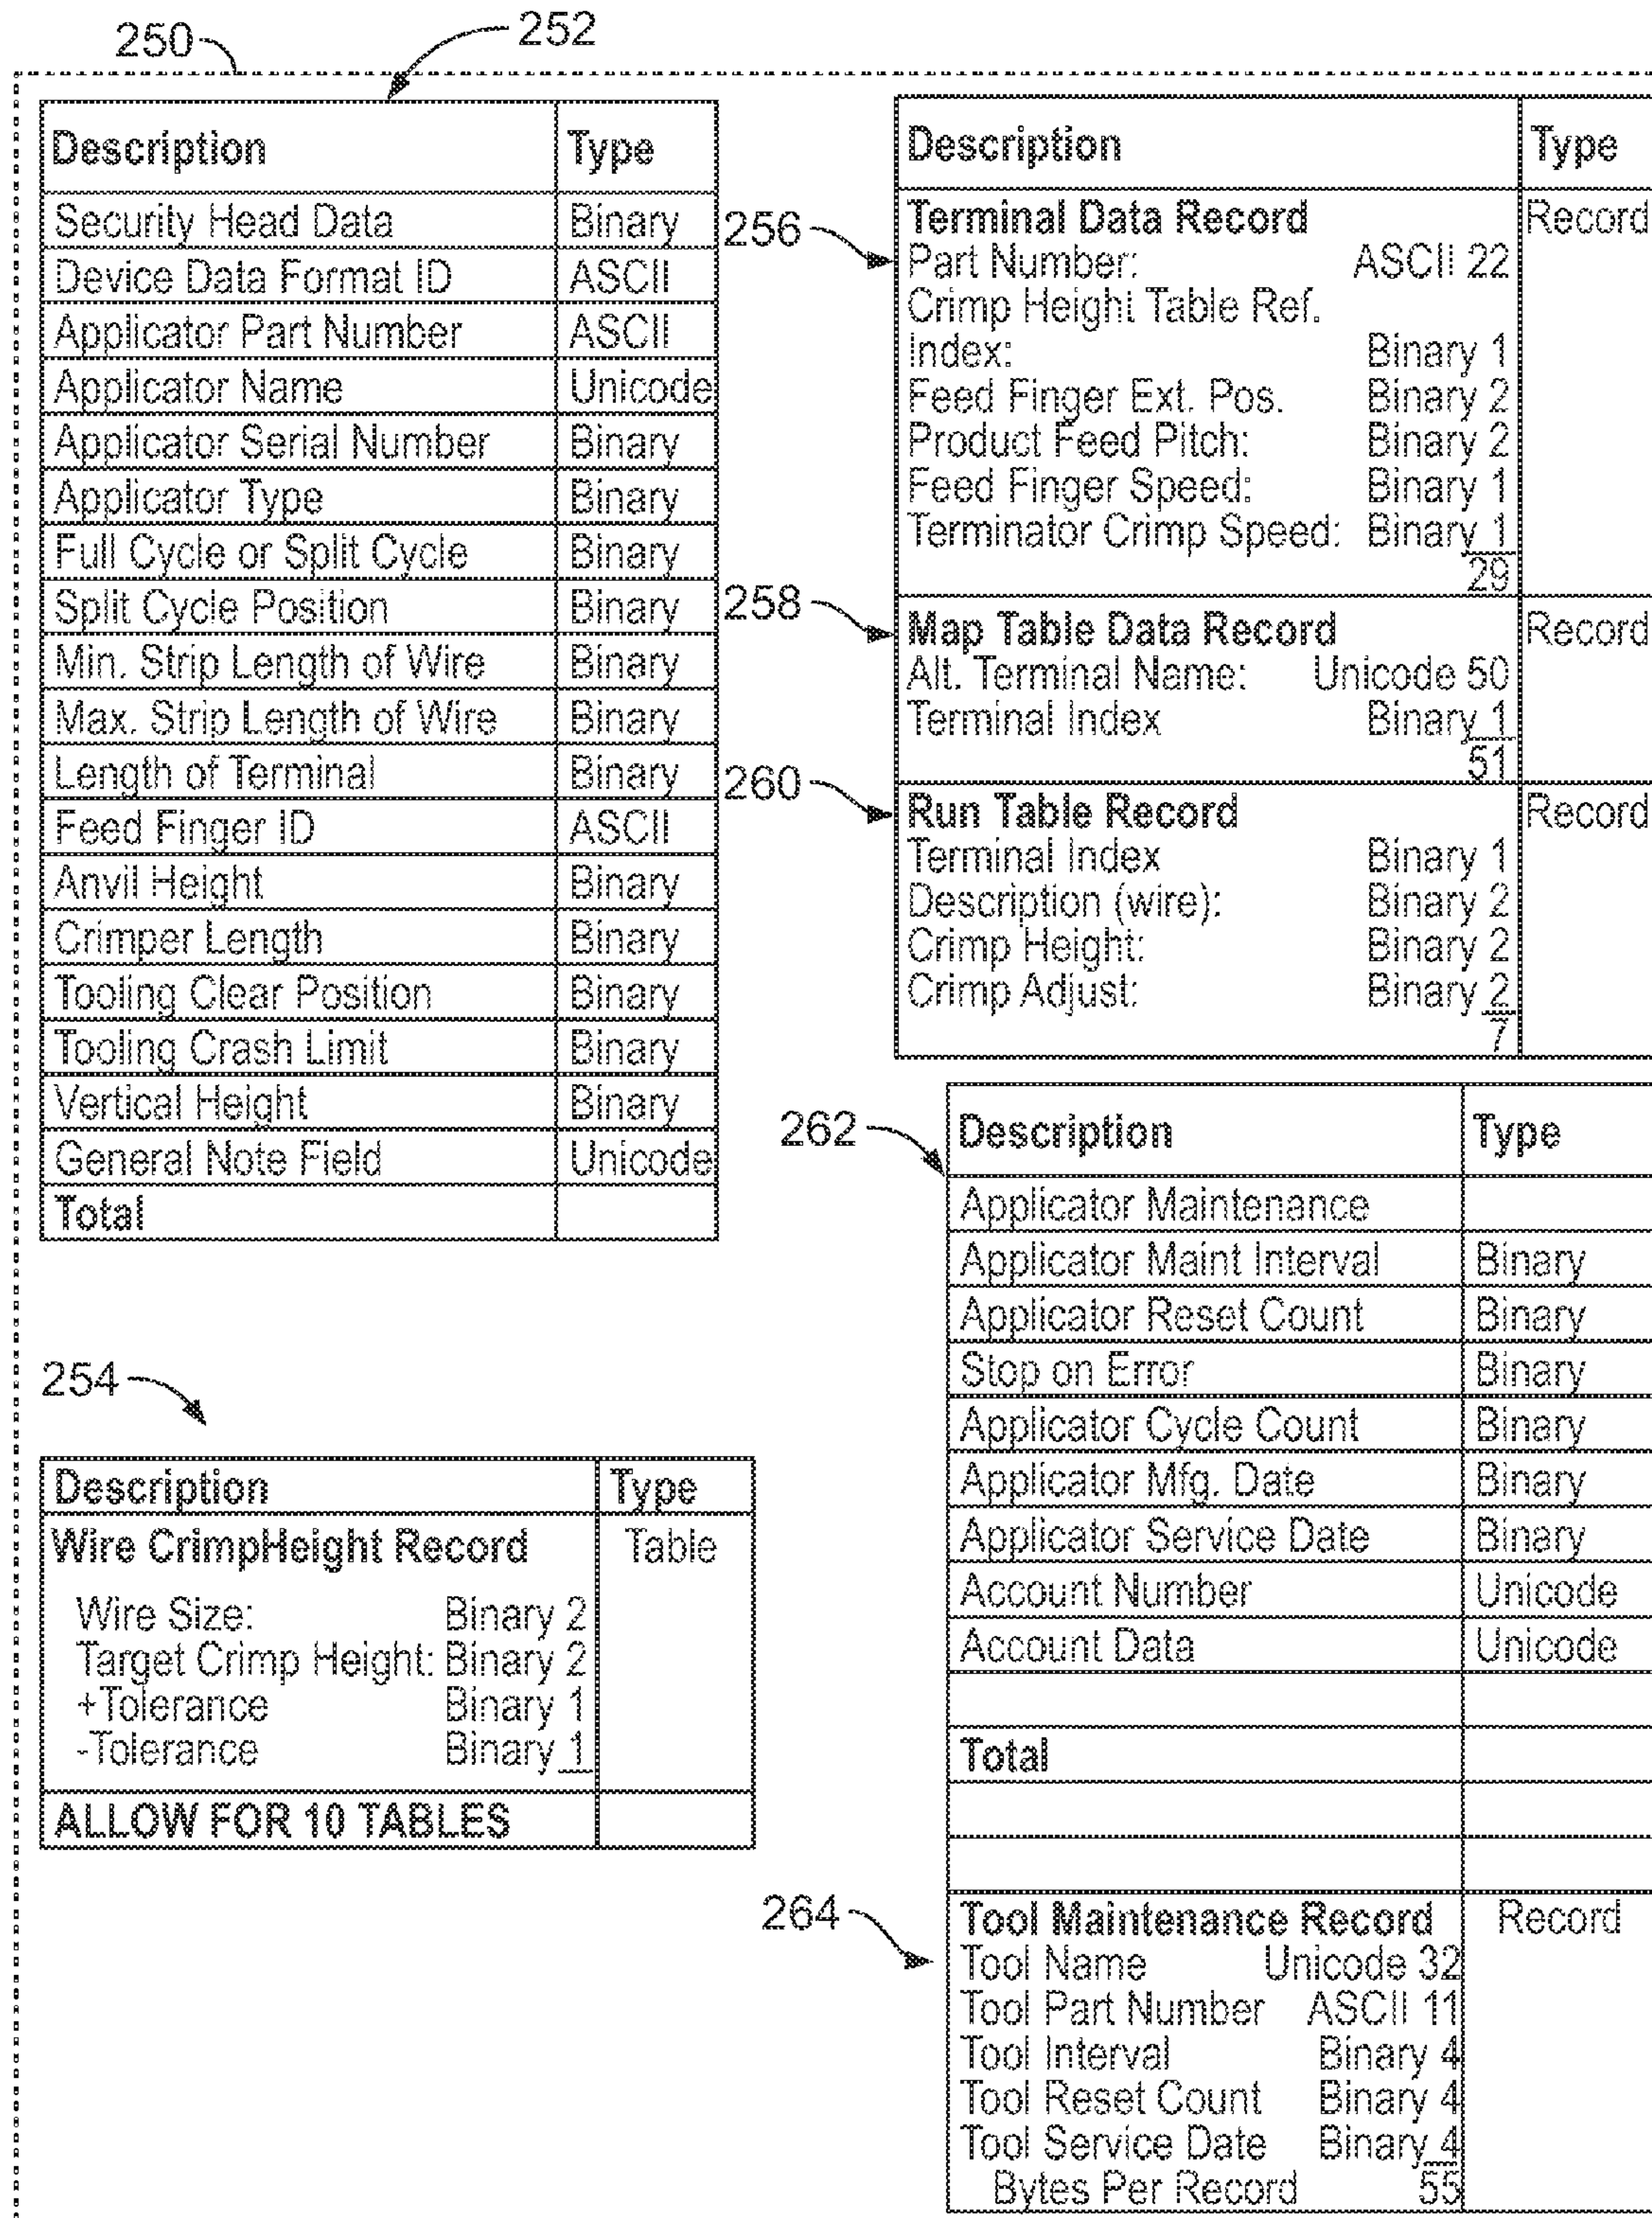 250
252
Description Type
Security Head Data Binary
Device Data Format ID ASCII
Applicator Part Number ASCII
Applicator Name Unicode
Applicator Serial Number Binary
Applicator Type Binary
Full Cycle or Split Cycle Binary
Split Cycle Position Binary
Min. Strip Length of Wire Binary
Max. Strip Length of Wire Binary
Length of Terminal Binary
Feed Finger ID ASCII
Anvil Height Binary
Crimper Length Binary
Tooling Clear Position Binary
Tooling Crash Limit Binary
Vertical Height Binary
General Note Field Unicode
Total
254
Description Type
Wire CrimpHeight Record Table
Wire Size: Binary 2
Target Crimp Height: Binary 2
+Tolerance Binary 1
-Tolerance Binary 1
ALLOW FOR 10 TABLES
Description Type
256
Terminal Data Record Record
Part Number: ASCII 22
Crimp Height Table Ref.
Index: Binary 1
Feed Finger Ext. Pos. Binary 2
Product Feed Pitch: Binary 2
Feed Finger Speed: Binary 1
Terminator Crimp Speed: Binary 1
29
258
Map Table Data Record Record
Alt. Terminal Name: Unicode 50
Terminal Index Binary 1
51
260
Run Table Record Record
Terminal Index Binary 1
Description (wire): Binary 2
Crimp Height: Binary 2
Crimp Adjust: Binary 2
7
262
Description Type
Applicator Maintenance
Applicator Maint Interval Binary
Applicator Reset Count Binary
Stop on Error Binary
Applicator Cycle Count Binary
Applicator Mfg. Date Binary
Applicator Service Date Binary
Account Number Unicode
Account Data Unicode
Total
264
Tool Maintenance Record Record
Tool Name Unicode 32
Tool Part Number ASCII 11
Tool Interval Binary 4
Tool Reset Count Binary 4
Tool Service Date Binary 4
Bytes Per Record 55